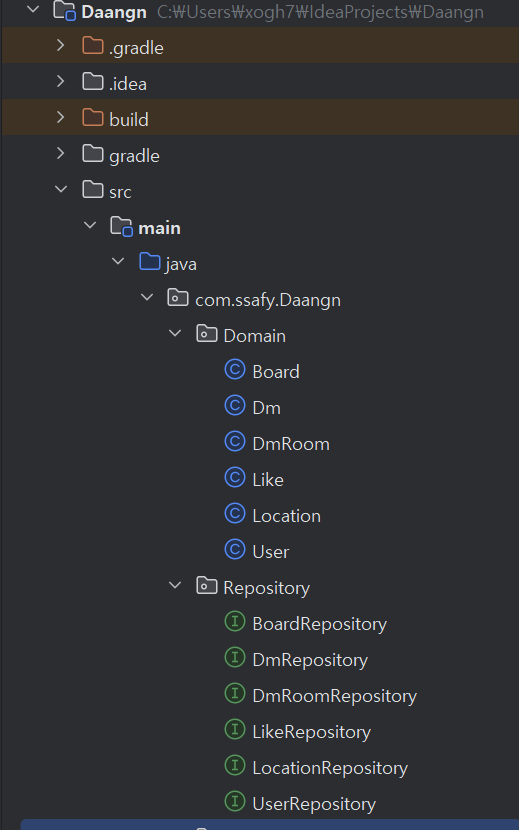 Daangn C:₩Users₩xogh7₩IdeaProjects₩Daangn
.gradle
.idea
build
gradle
src
main
java
com.ssafy.Daangn
Domain
Board
Dm
DmRoom
Like
Location
User
Repository
BoardRepository
DmRepository
DmRoomRepository
LikeRepository
LocationRepository
UserRepository